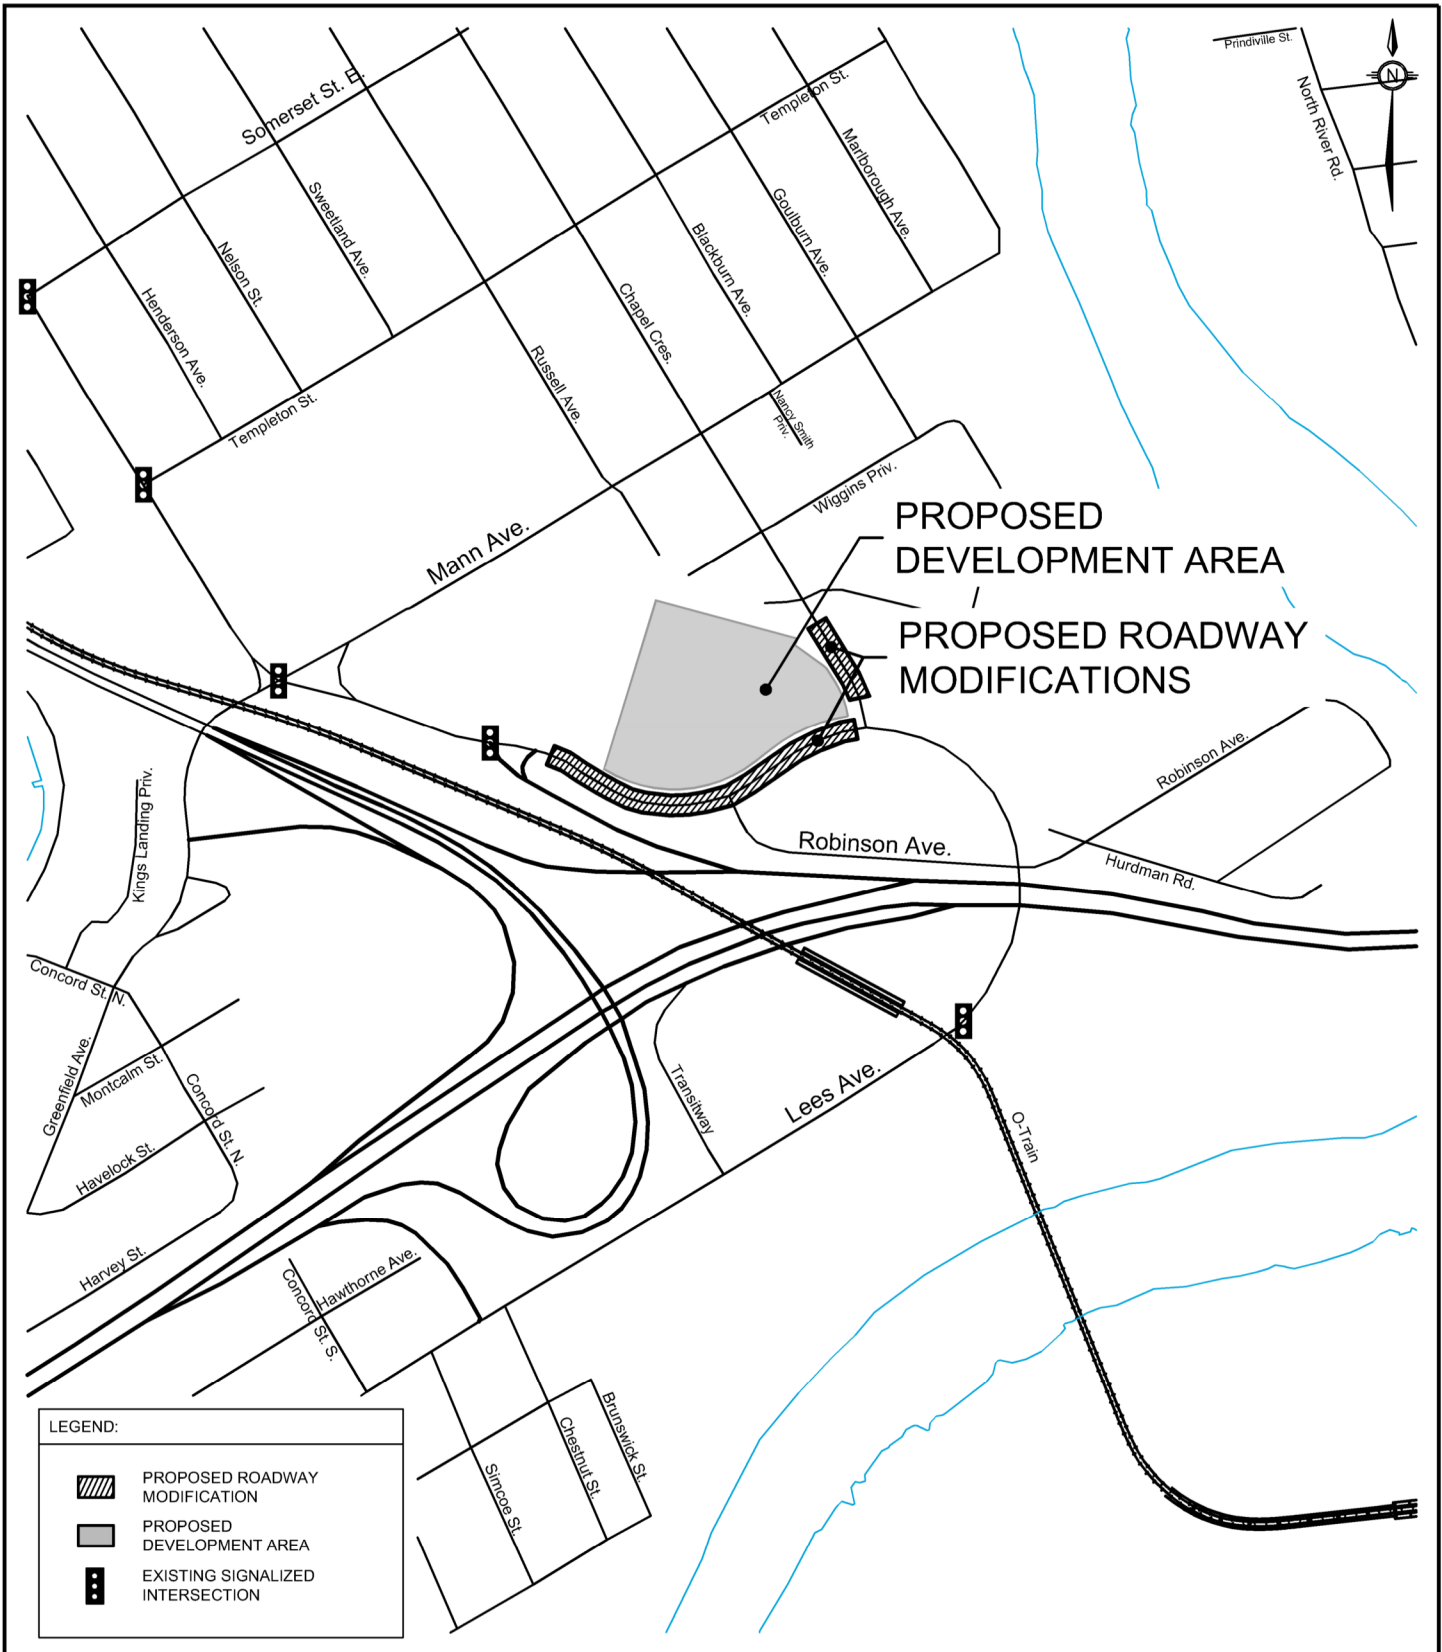 Prindiville St.
N
North River Rd.
Somerset St. E.
Templeton St.
Marlborough Ave.
Sweetland Ave.
Goulburn Ave.
Nelson St.
Blackburn Ave.
Henderson Ave.
Chapel Cres.
Russell Ave.
Templeton St.
Nancy Smith
Priv.
Wiggins Priv.
Mann Ave.
PROPOSED
DEVELOPMENT AREA
PROPOSED ROADWAY
MODIFICATIONS
Robinson Ave.
Kings Landing Priv.
Robinson Ave.
Hurdman Rd.
Concord St. N.
Greenfield Ave.
Montcalm St.
Concord St. N.
Transitway
Lees Ave.
O-Train
Havelock St.
Harvey St.
Hawthorne Ave.
Concord St. S.
Brunswick St.
Chestnut St.
Simcoe St.
LEGEND:
PROPOSED ROADWAY
MODIFICATION
PROPOSED
DEVELOPMENT AREA
EXISTING SIGNALIZED
INTERSECTION